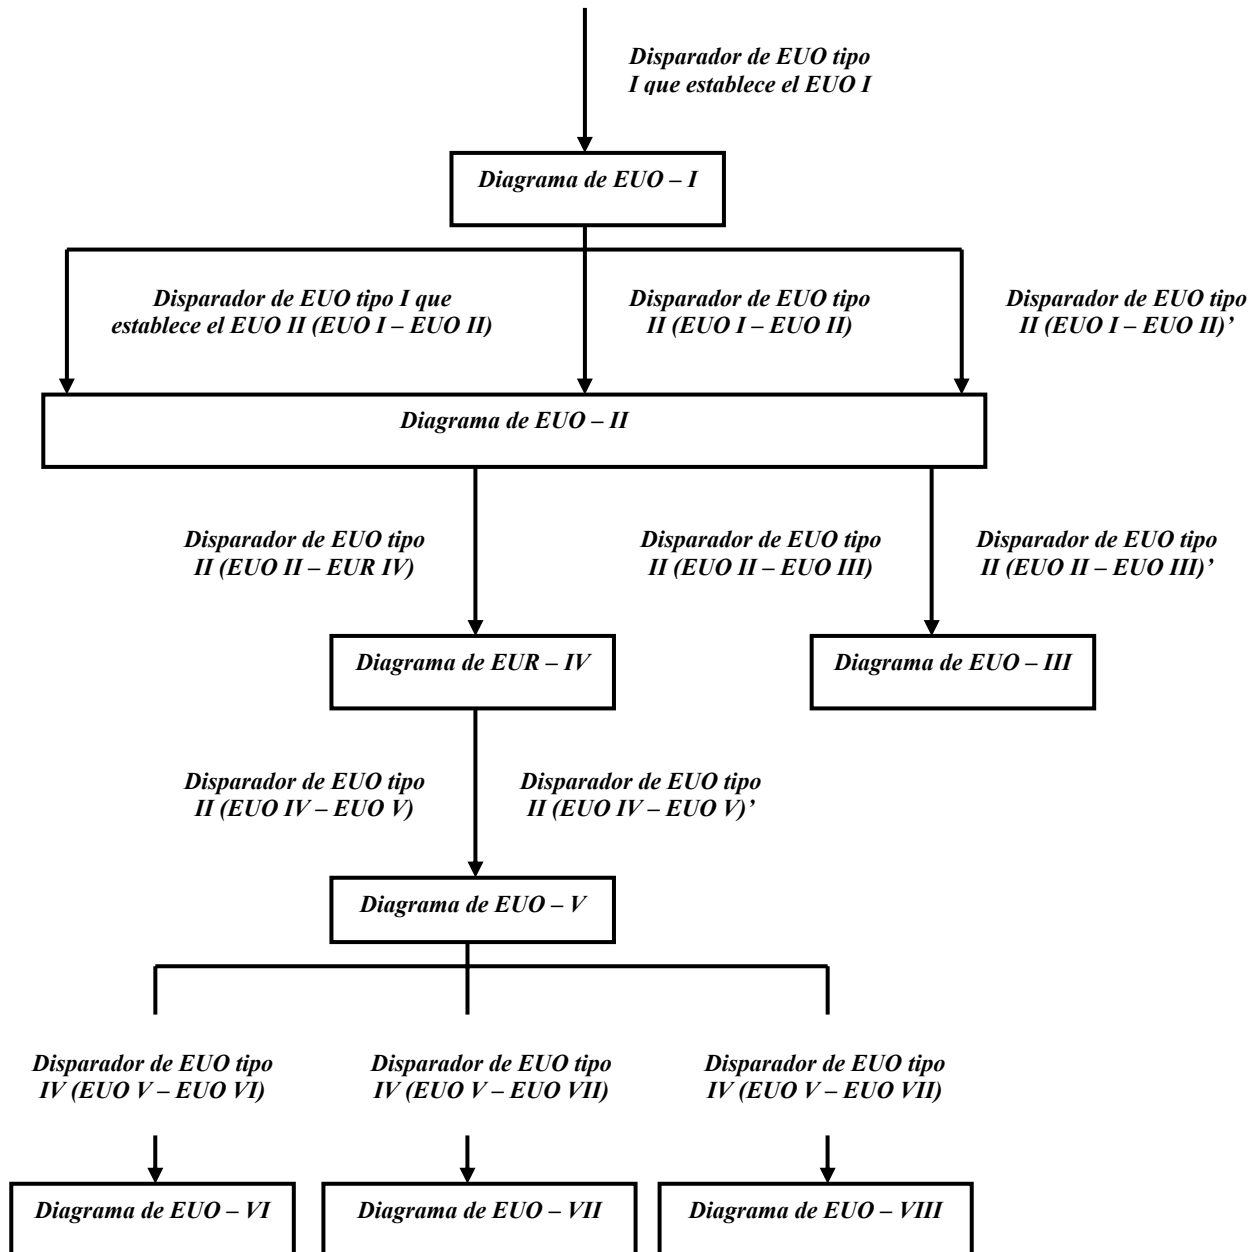 Disparador de EUO tipo
I que establece el EUO I
Diagrama de EUO – I
Disparador de EUO tipo I que
establece el EUO II (EUO I – EUO II)
Disparador de EUO tipo
II (EUO I – EUO II)
Disparador de EUO tipo
II (EUO I – EUO II)’
Diagrama de EUO – II
Disparador de EUO tipo
II (EUO II – EUR IV)
Disparador de EUO tipo
II (EUO II – EUO III)
Disparador de EUO tipo
II (EUO II – EUO III)’
Diagrama de EUR – IV
Diagrama de EUO – III
Disparador de EUO tipo
II (EUO IV – EUO V)
Disparador de EUO tipo
II (EUO IV – EUO V)’
Diagrama de EUO – V
Disparador de EUO tipo
IV (EUO V – EUO VI)
Disparador de EUO tipo
IV (EUO V – EUO VII)
Disparador de EUO tipo
IV (EUO V – EUO VII)
Diagrama de EUO – VI
Diagrama de EUO – VII
Diagrama de EUO – VIII